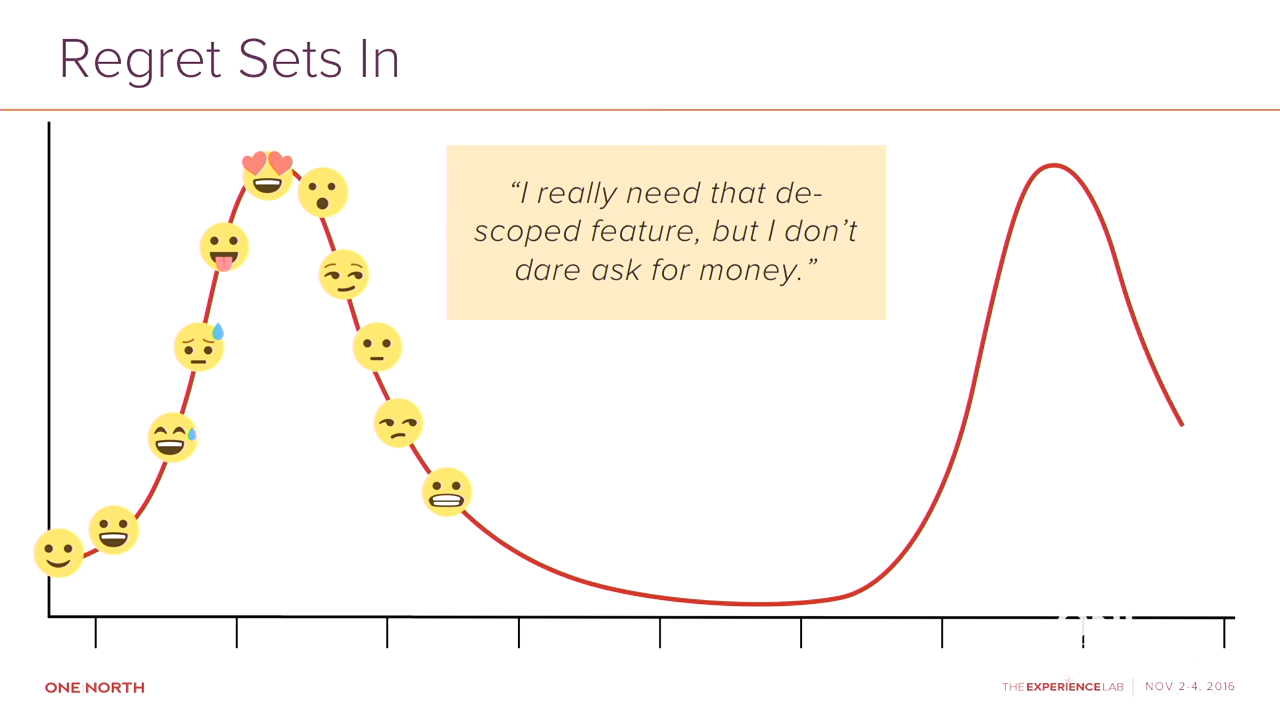 Regret Sets In
“I really need that de-
scoped feature, but I don’t
dare ask for money.”
ONE NORTH
THE EXPERIENCE LAB
NOV 2-4, 2016